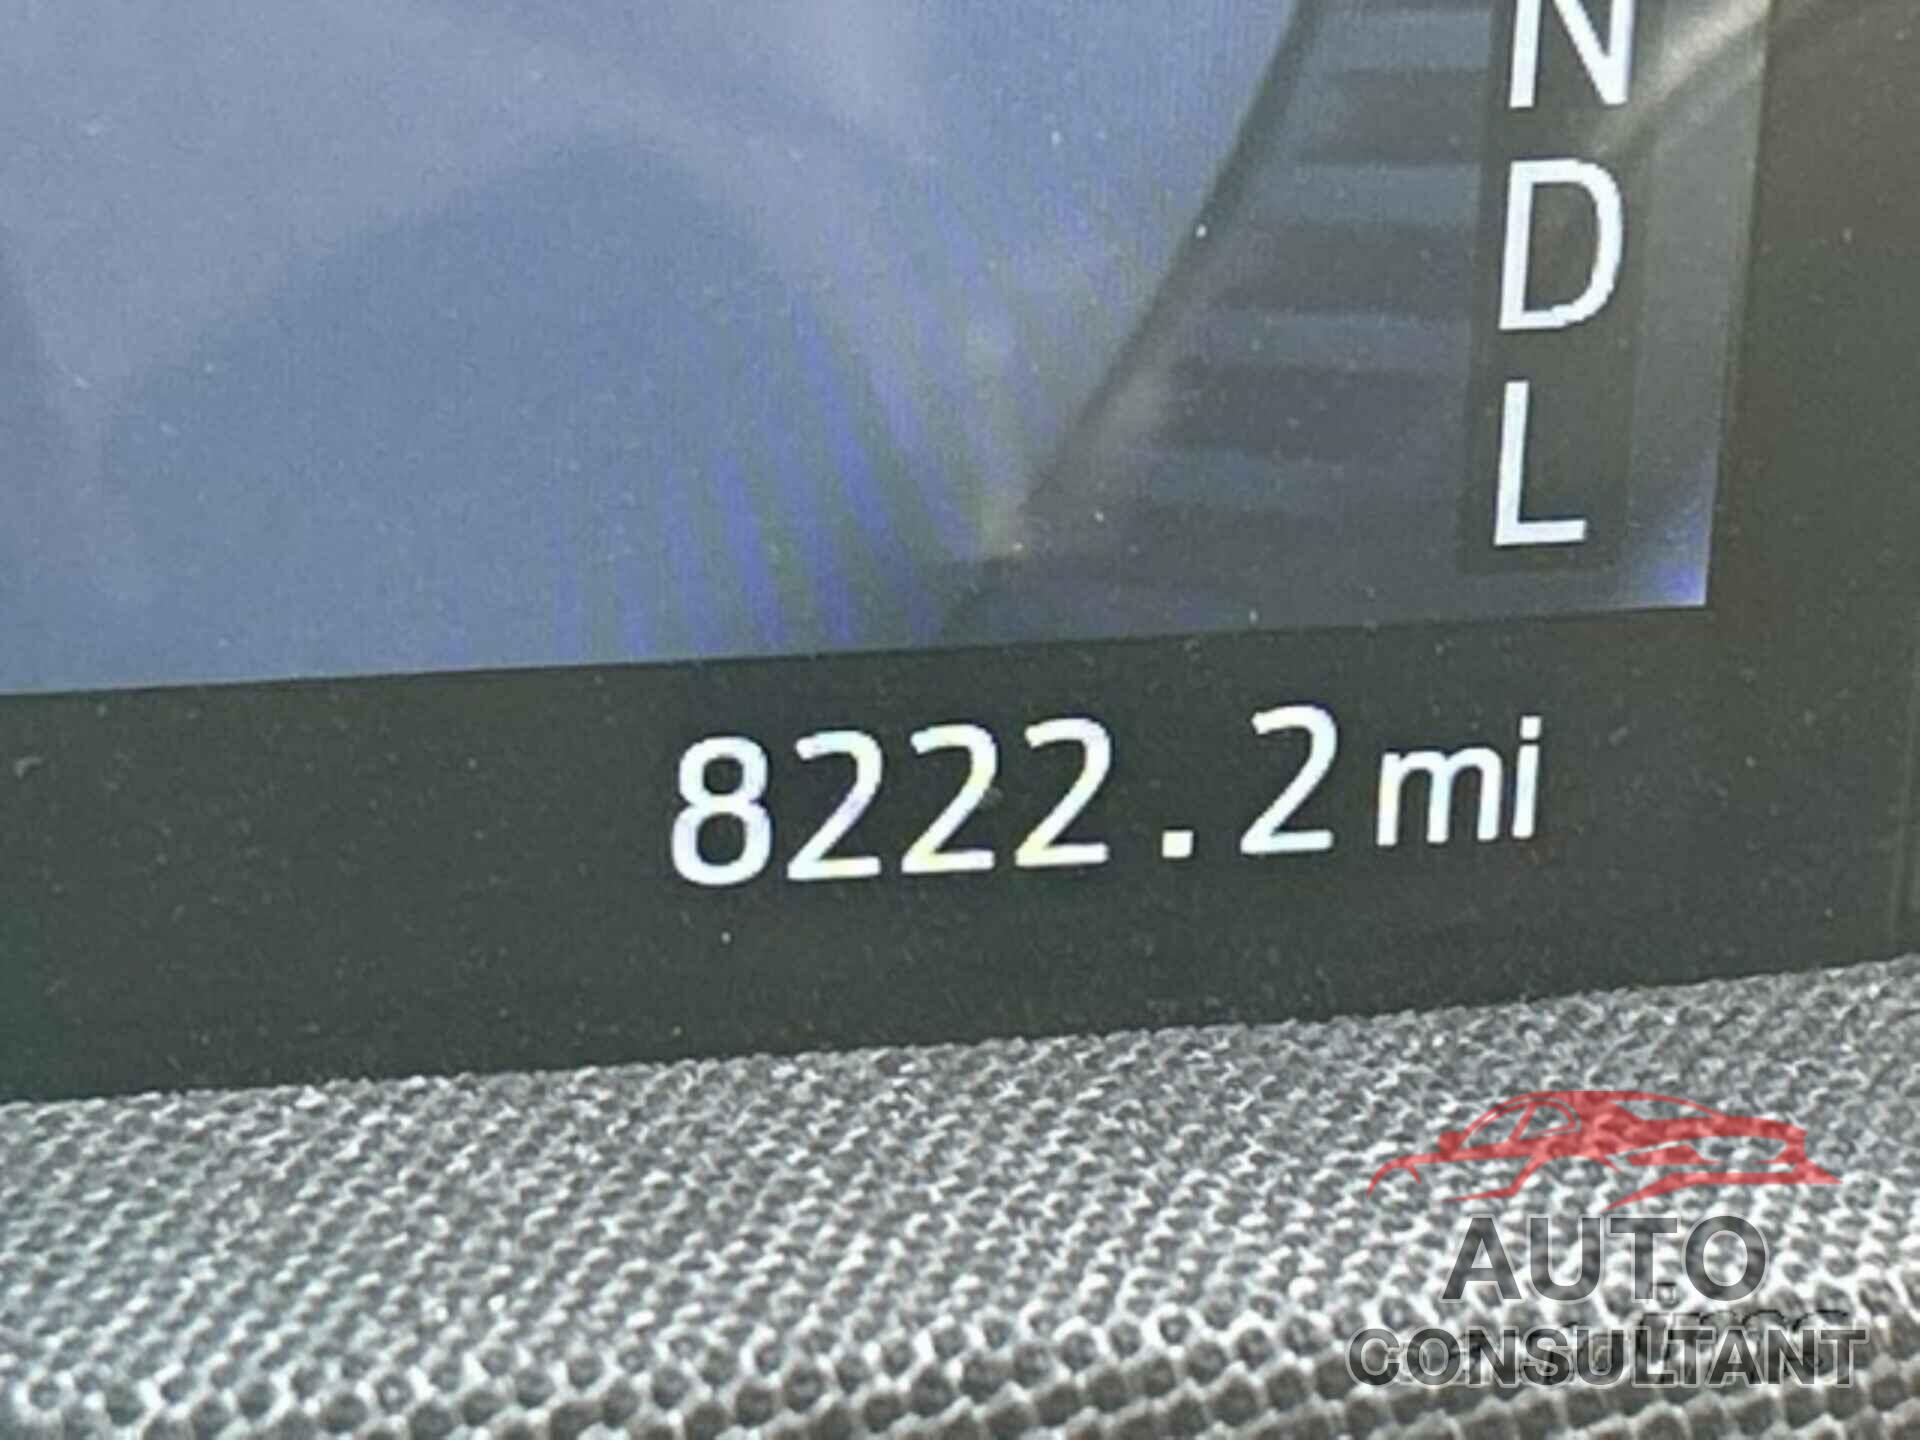 N
D
L
8222.2 mi
AUTO
CONSULTANT